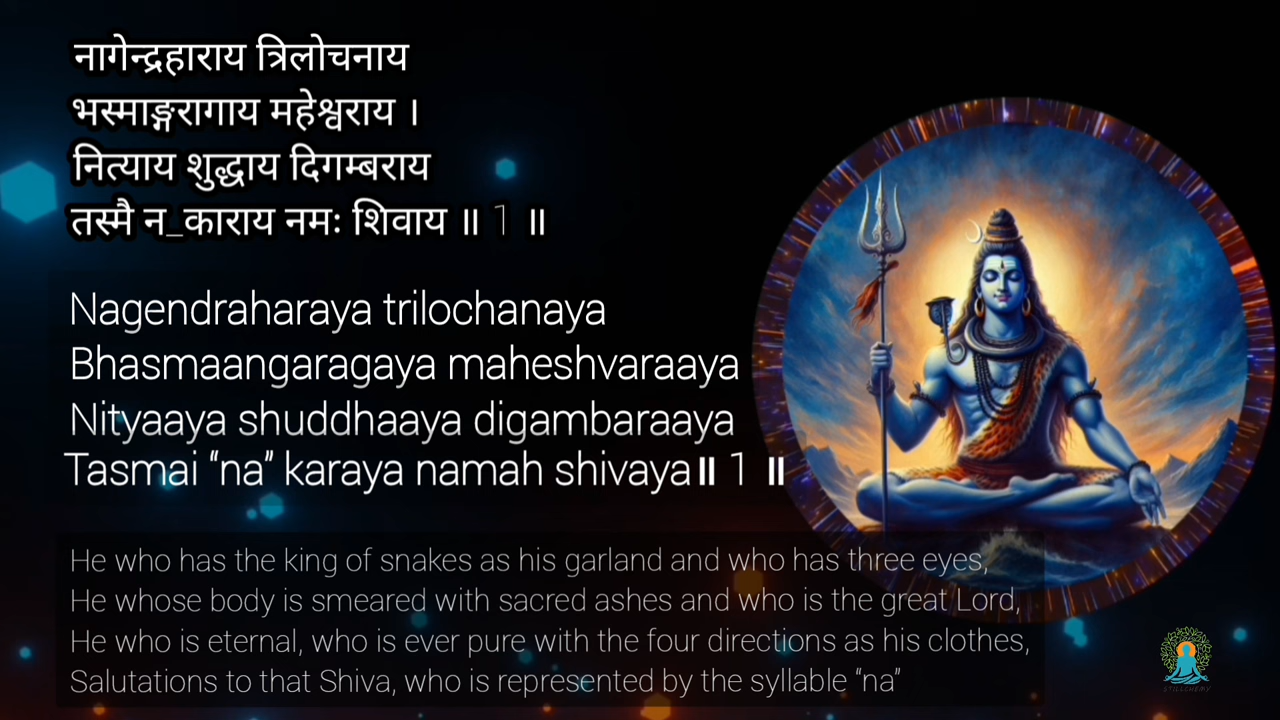 नागेन्द्रहाराय त्रिलोचनाय
भस्माङ्गरागाय महेश्वराय ।
नित्याय शुद्धाय दिगम्बराय
तस्मै न_काराय नमः शिवाय ॥ 1 ॥
Nagendraharaya trilochanaya
Bhasmaangaragaya maheshvaraaya
Nityaaya shuddhaaya digambaraaya
Tasmai “na” karaya namah shivaya॥ 1 ॥
He who has the king of snakes as his garland and who has three eyes,
He whose body is smeared with sacred ashes and who is the great Lord,
He who is eternal, who is ever pure with the four directions as his clothes,
Salutations to that Shiva, who is represented by the syllable “na”
STILLCHEMY